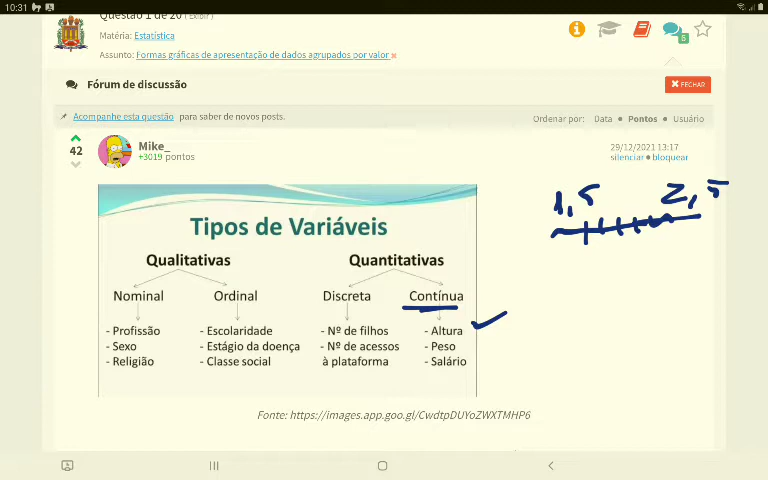 10:31
Questão 1 de 20 (Exibir)
Matéria: Estatística
Assunto: Formas gráficas de apresentação de dados agrupados por valor
5
Fórum de discussão
FECHAR
Acompanhe esta questão para saber de novos posts.
Ordenar por: Data Pontos Usuário
42
Mike_
+3019 pontos
29/12/2021 13:17
silenciar bloquear
1,5 2,5
Tipos de Variáveis
Qualitativas Quantitativas
Nominal Ordinal Discreta Contínua
- Profissão - Escolaridade - Nº de filhos - Altura
- Sexo - Estágio da doença - Nº de acessos - Peso
- Religião - Classe social à plataforma - Salário
Fonte: https://images.app.goo.gl/CwdtpDUYoZWXTMHP6